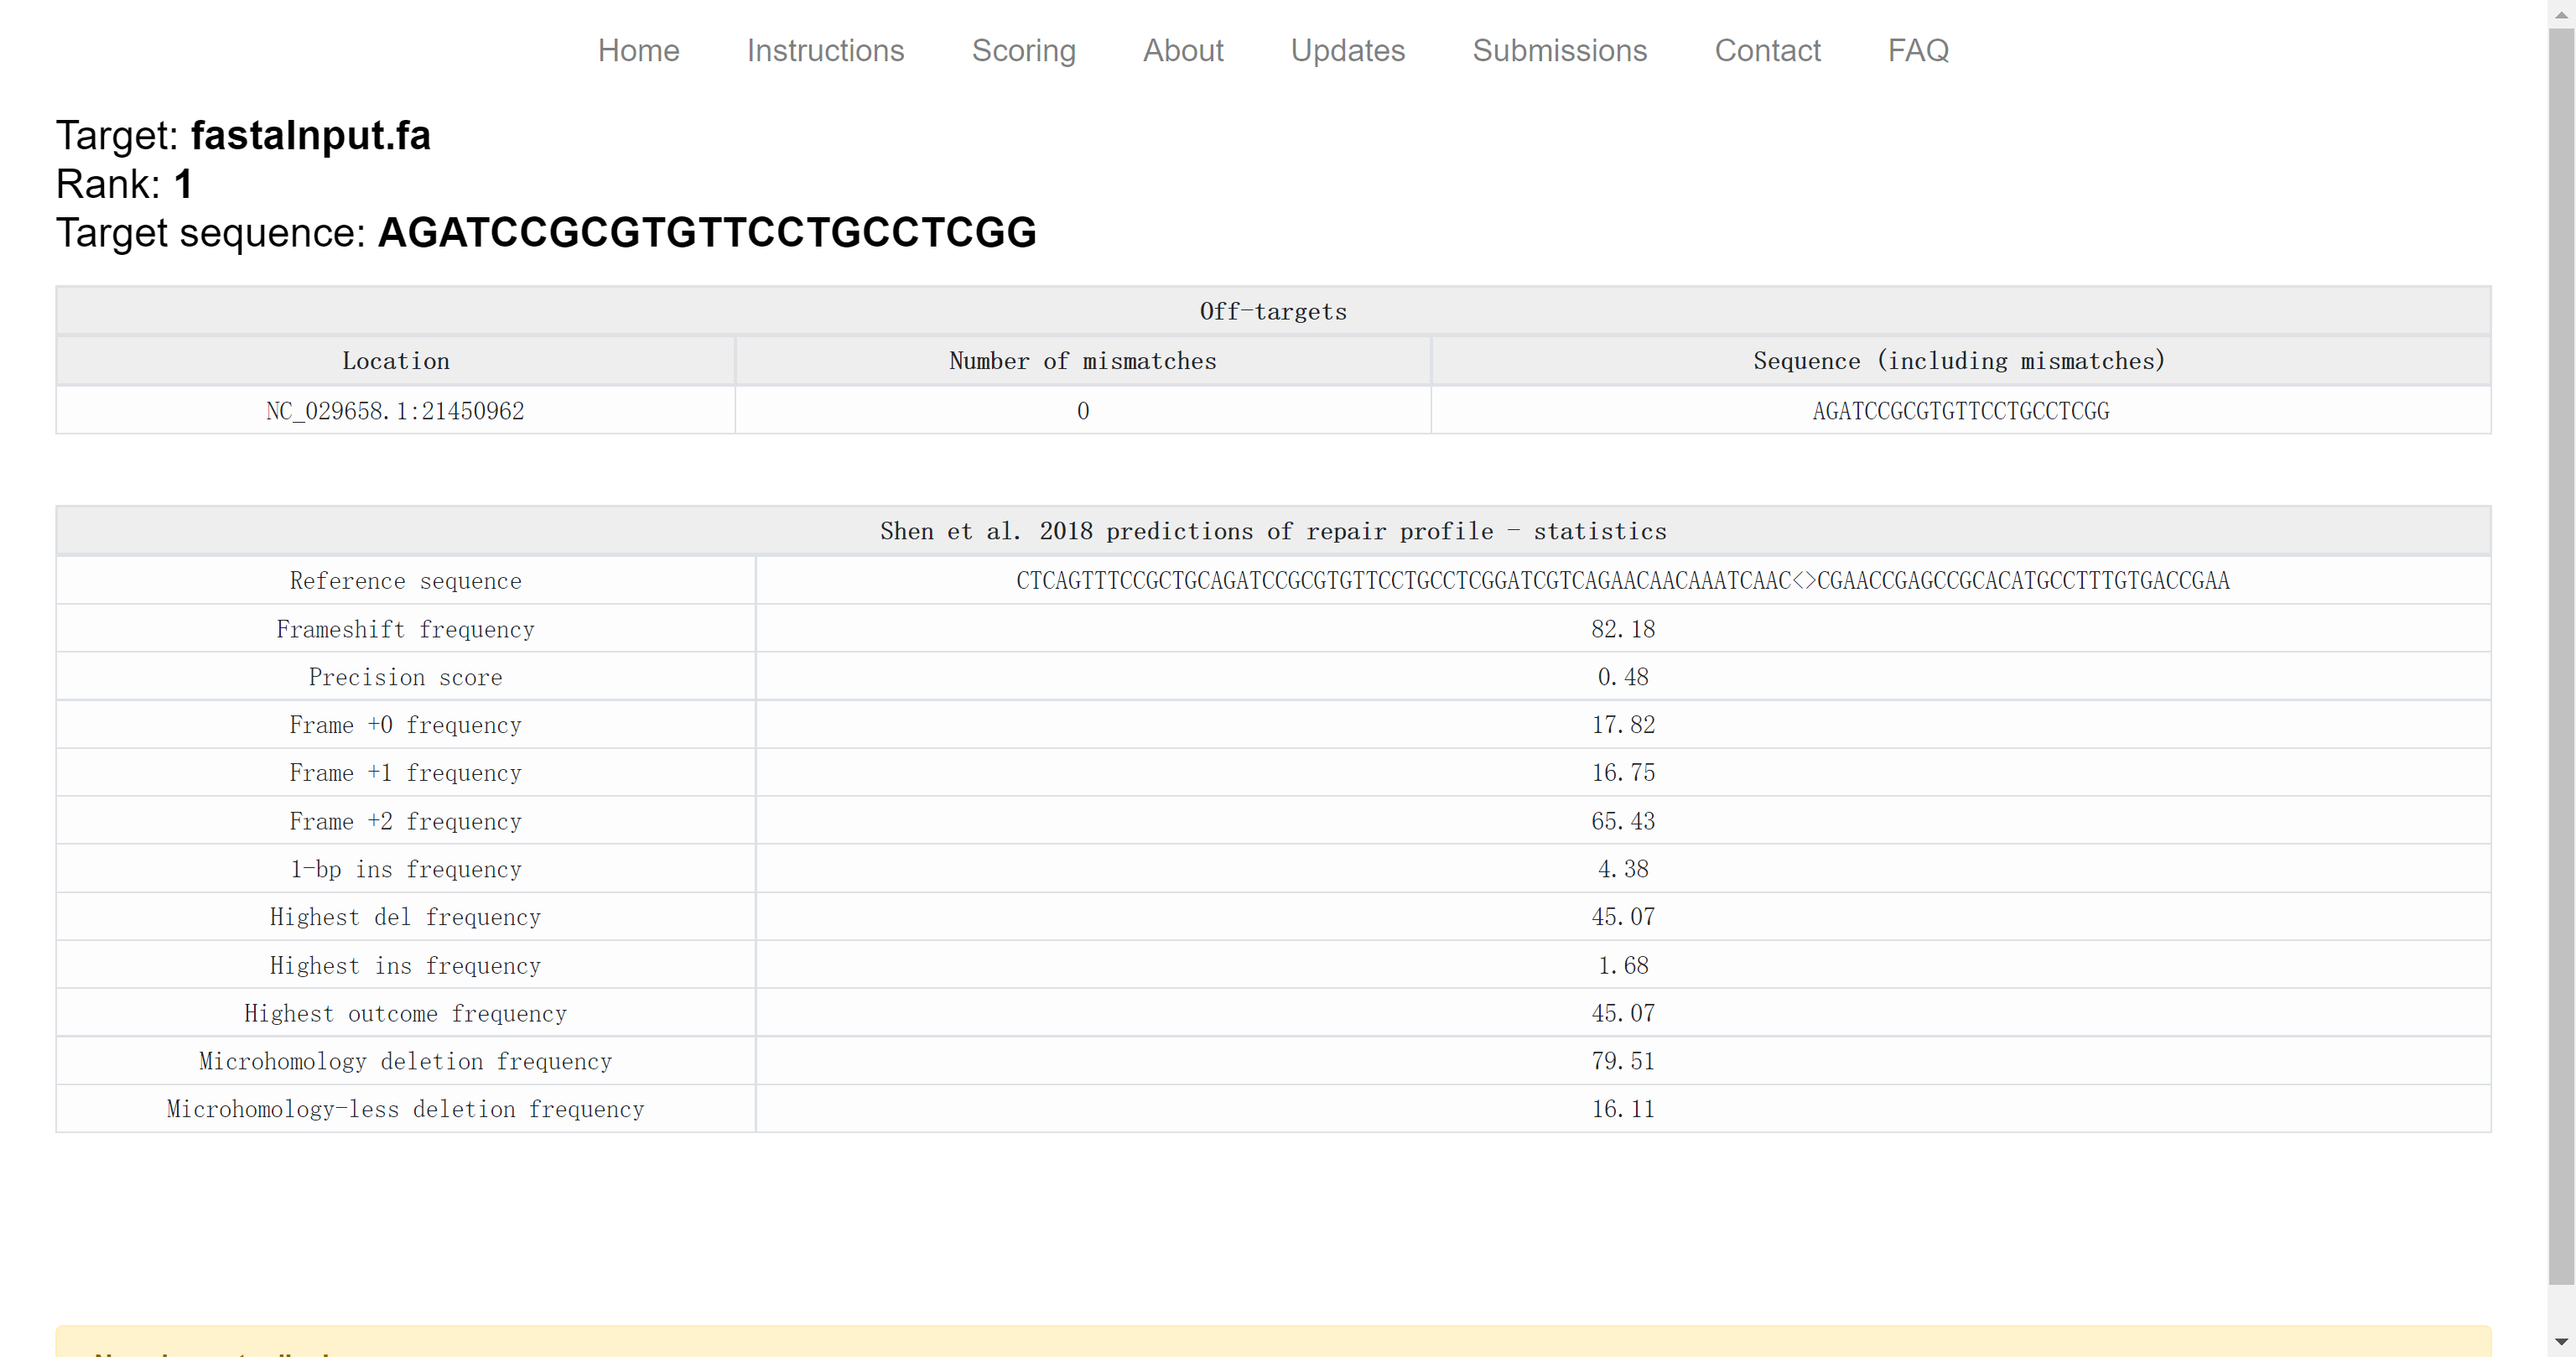 Home Instructions Scoring About Updates Submissions Contact FAQ
Target: fastaInput.fa
Rank: 1
Target sequence: AGATCCGCGTGTTCCTGCCTCGG
Off-targets
Location Number of mismatches Sequence (including mismatches)
NC_029658.1:21450962 0 AGATCCGCGTGTTCCTGCCTCGG
Shen et al. 2018 predictions of repair profile - statistics
Reference sequence CTCAGTTTCCGCTGCAGATCCGCGTGTTCCTGCCTCGGATCGTCAGAACAACAAATCAAC<>CGAACCGAGCCGCACATGCCTTTGTGACCGAA
Frameshift frequency 82.18
Precision score 0.48
Frame +0 frequency 17.82
Frame +1 frequency 16.75
Frame +2 frequency 65.43
1-bp ins frequency 4.38
Highest del frequency 45.07
Highest ins frequency 1.68
Highest outcome frequency 45.07
Microhomology deletion frequency 79.51
Microhomology-less deletion frequency 16.11